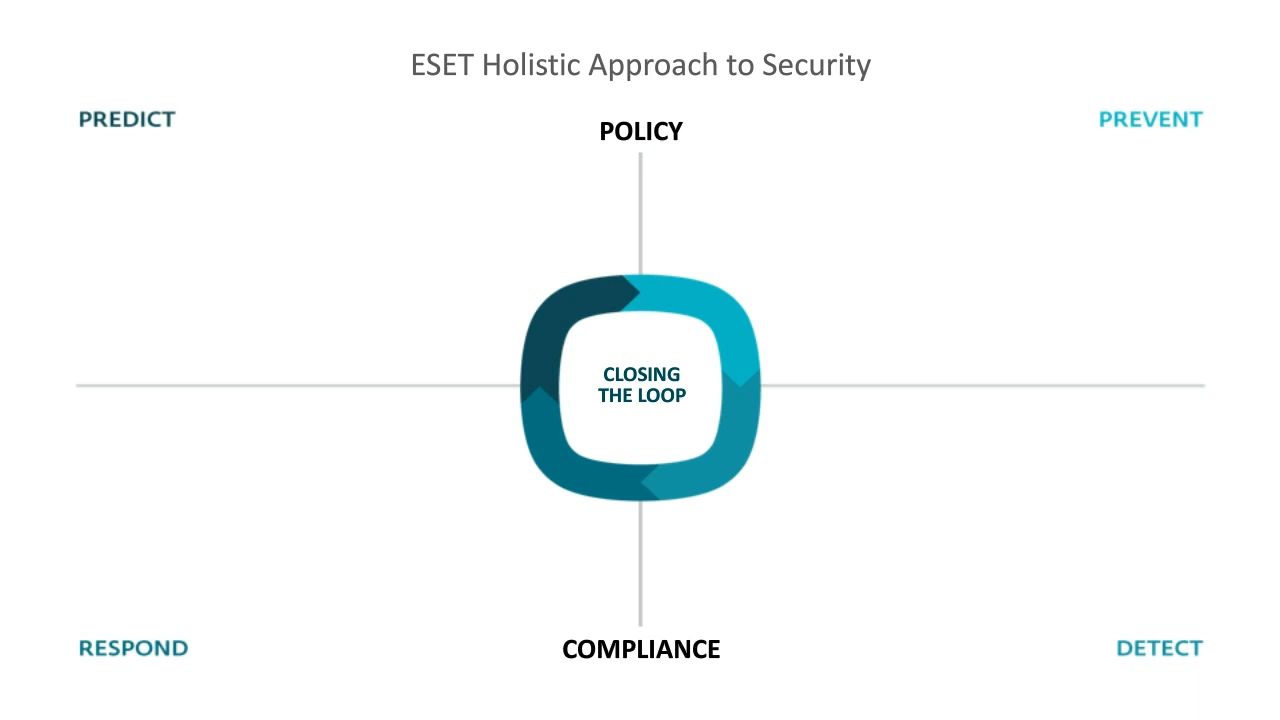 ESET Holistic Approach to Security
PREDICT
POLICY
PREVENT
CLOSING
THE LOOP
RESPOND
COMPLIANCE
DETECT